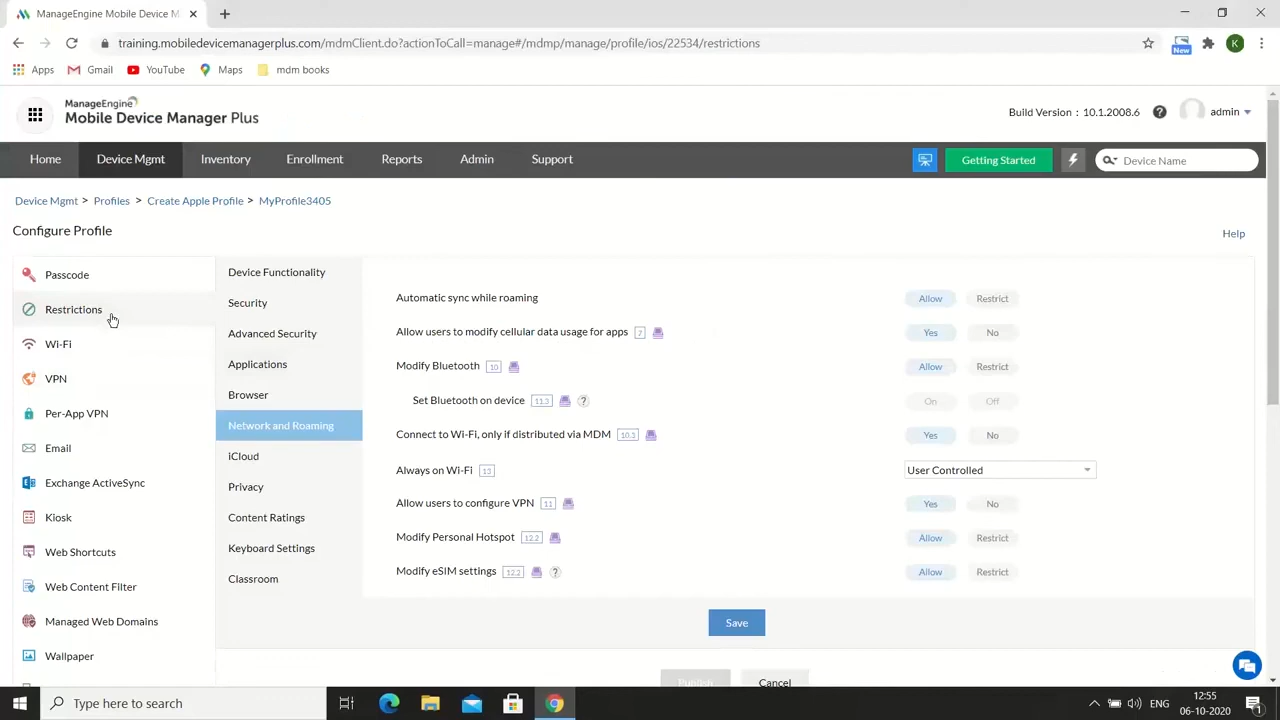 ManageEngine Mobile Device M
training.mobiledevicemanagerplus.com/mdmClient.do?actionToCall=manage#/mdmp/manage/profile/ios/22534/restrictions
New
K
Apps Gmail YouTube Maps mdm books
ManageEngine
Mobile Device Manager Plus
Build Version : 10.1.2008.6 ? admin
Home Device Mgmt Inventory Enrollment Reports Admin Support Getting Started Device Name
Device Mgmt > Profiles > Create Apple Profile > MyProfile3405
Configure Profile
Help
Passcode
Restrictions
Wi-Fi
VPN
Per-App VPN
Email
Exchange ActiveSync
Kiosk
Web Shortcuts
Web Content Filter
Managed Web Domains
Wallpaper
Device Functionality
Security
Advanced Security
Applications
Browser
Network and Roaming
iCloud
Privacy
Content Ratings
Keyboard Settings
Classroom
Automatic sync while roaming Allow Restrict
Allow users to modify cellular data usage for apps 7 Yes No
Modify Bluetooth 10 Allow Restrict
Set Bluetooth on device 11.3 ? On Off
Connect to Wi-Fi, only if distributed via MDM 10.3 Yes No
Always on Wi-Fi 13 User Controlled
Allow users to configure VPN 11 Yes No
Modify Personal Hotspot 12.2 Allow Restrict
Modify eSIM settings 12.2 ? Allow Restrict
Save
Publish Cancel
Type here to search
ENG
12:55
06-10-2020
1